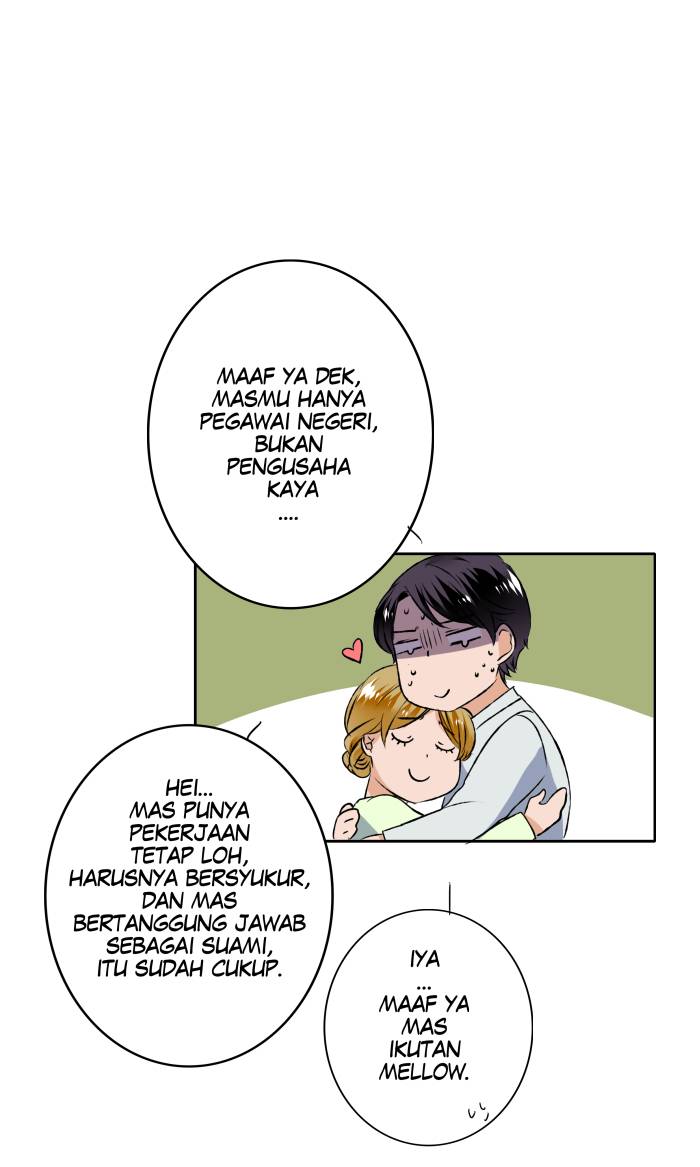 MAAF YA DEK,
MASMU HANYA
PEGAWAI NEGERI,
BUKAN
PENGUSAHA
KAYA
....
HEI...
MAS PUNYA
PEKERJAAN
TETAP LOH,
HARUSNYA BERSYUKUR,
DAN MAS
BERTANGGUNG JAWAB
SEBAGAI SUAMI,
ITU SUDAH CUKUP.
IYA
...
MAAF YA
MAS
IKUTAN
MELLOW.